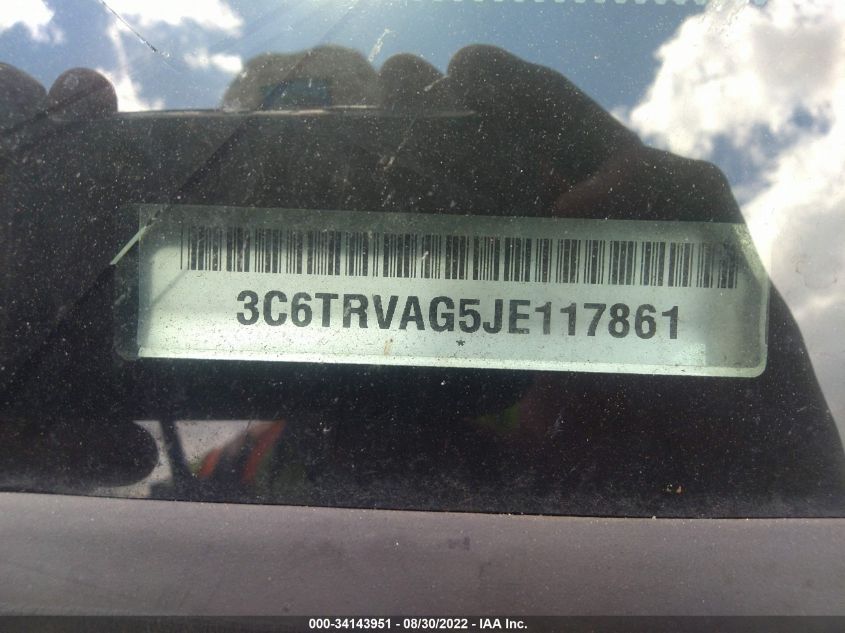 3C6TRVAG5JE117861
*
000-34143951 - 08/30/2022 - IAA Inc.